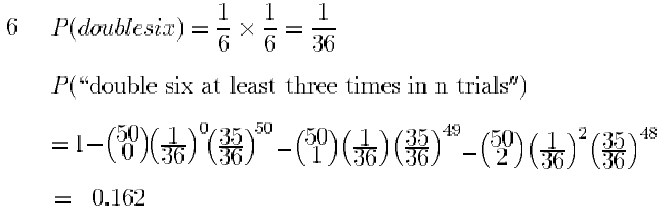 6 P(doublesix) = 1/6 × 1/6 = 1/36
P(“double six at least three times in n trials”)
= 1 − (50 0)(1/36)^0(35/36)^50 − (50 1)(1/36)(35/36)^49 − (50 2)(1/36)^2(35/36)^48
= 0.162